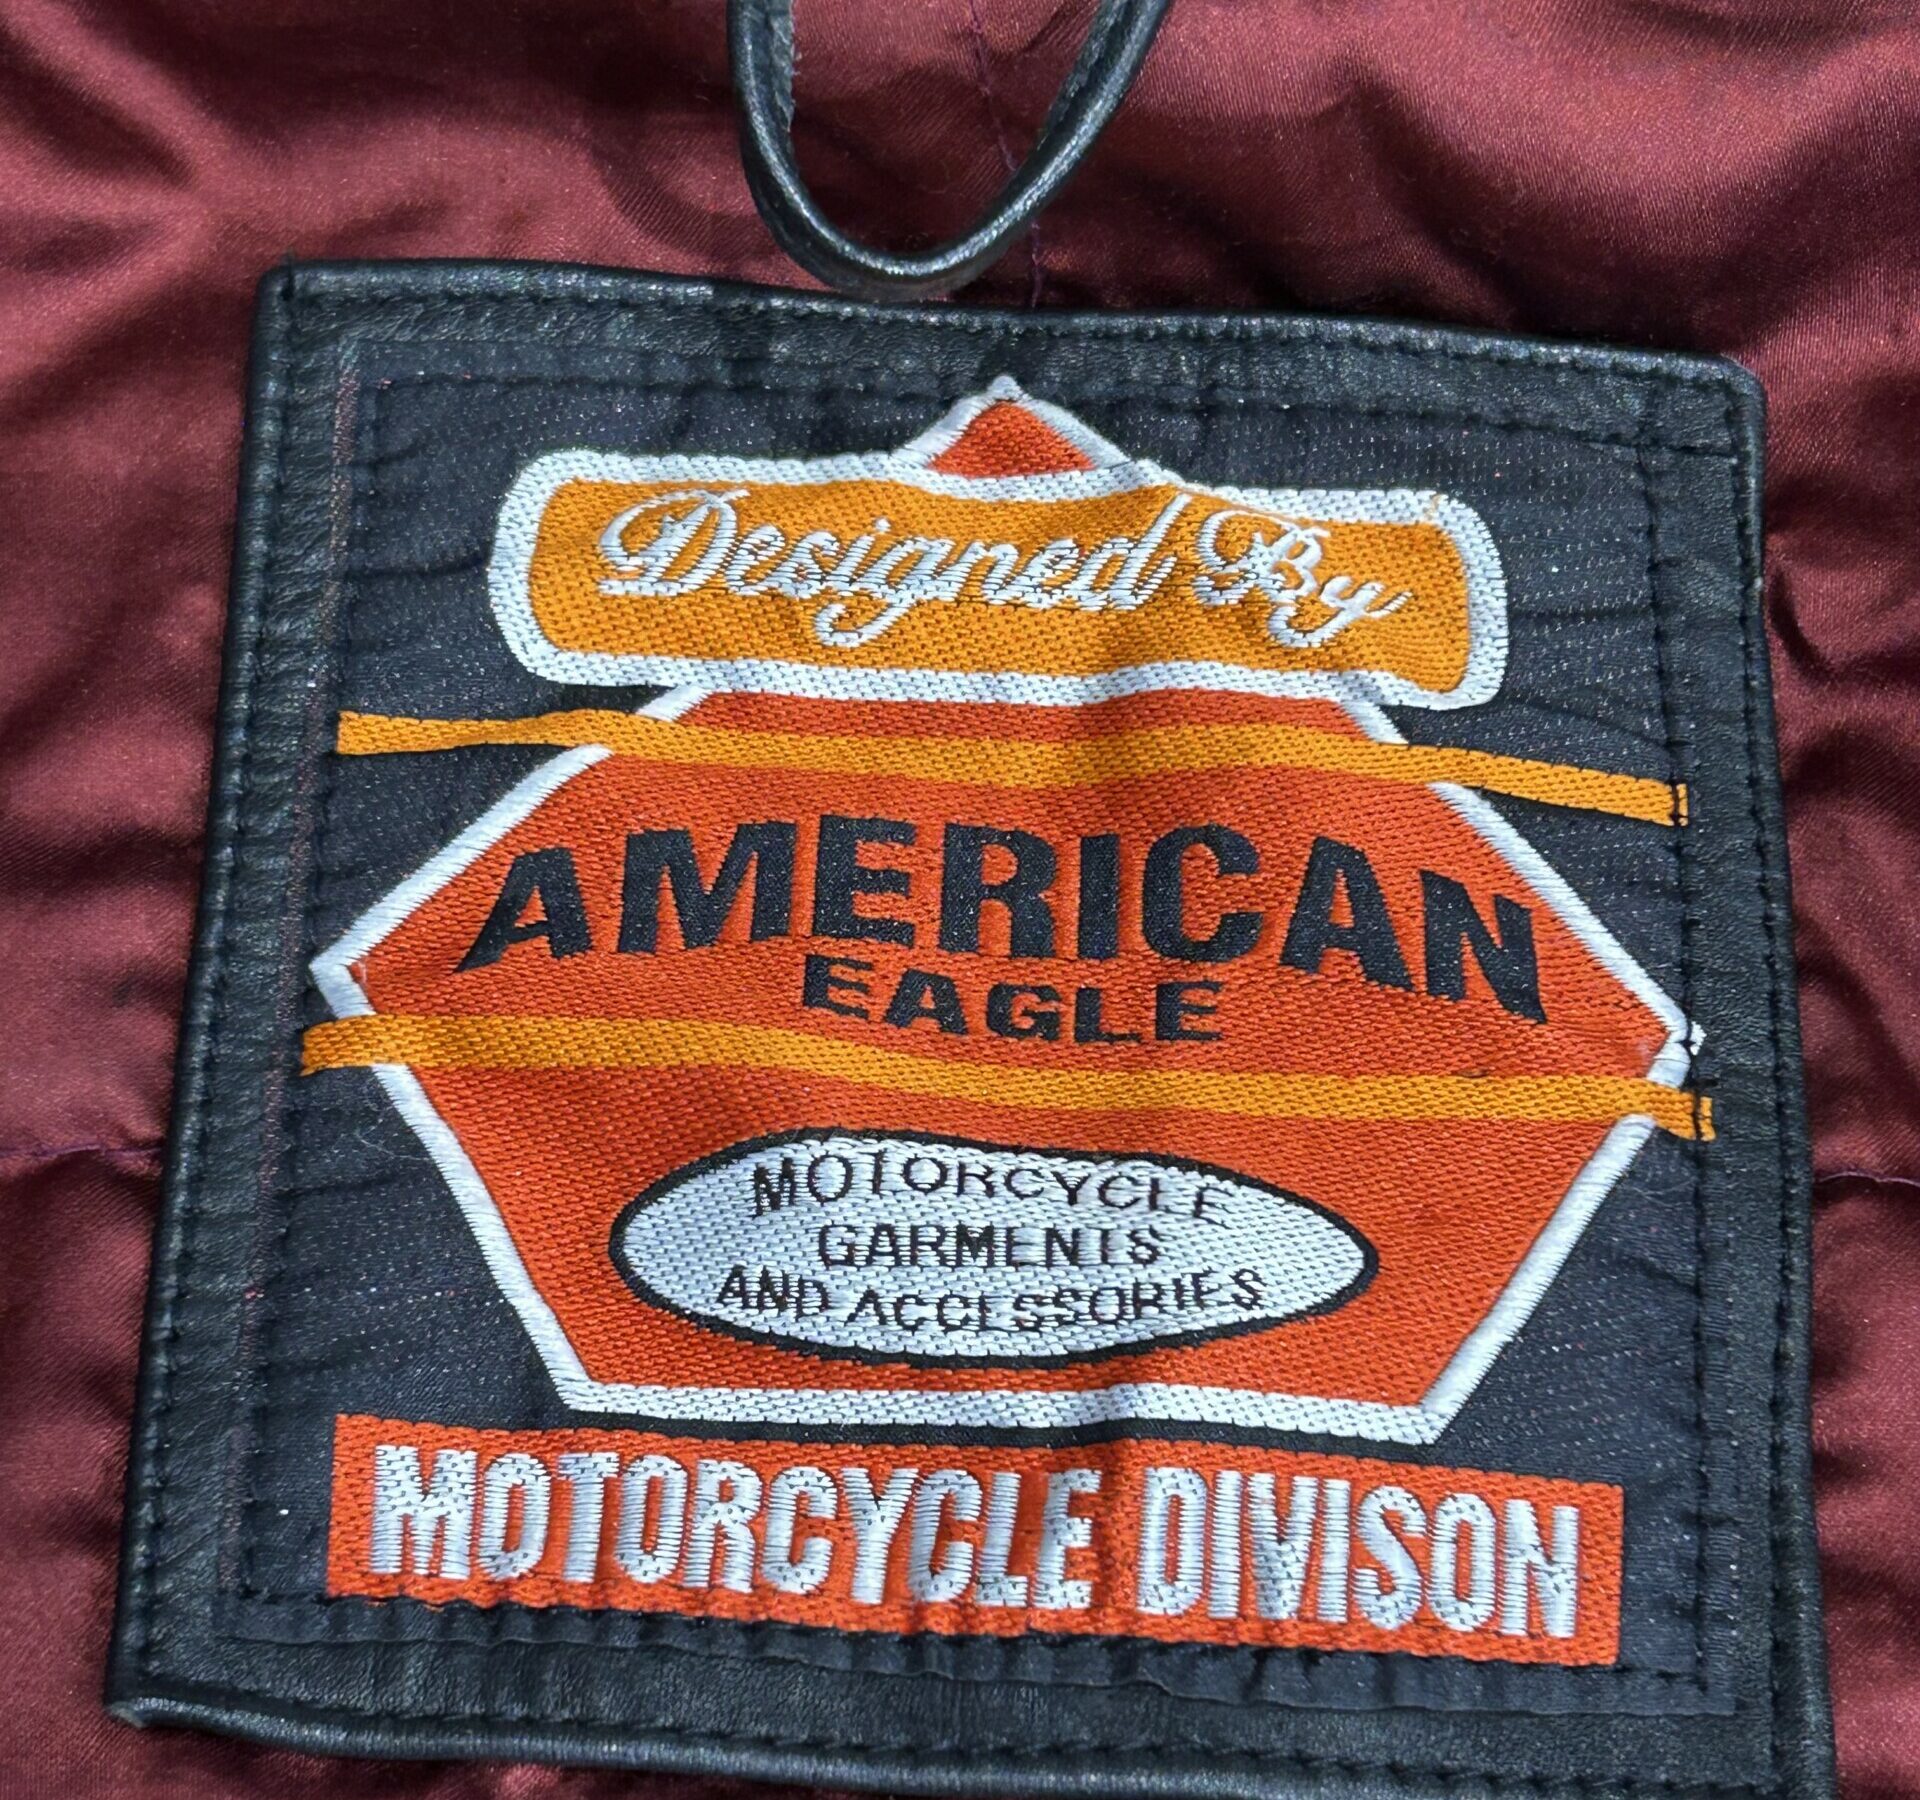 Designed By
AMERICAN
EAGLE
MOTORCYCLE
GARMENTS
AND ACCESSORIES
MOTORCYCLE DIVISON